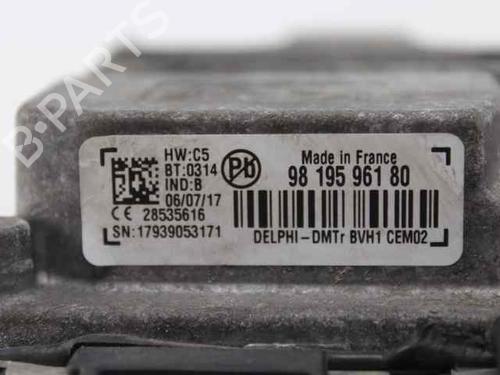 HW:C5
BT:0314
IND:B
06/07/17
CE 28535616
SN:17939053171
Pb
Made in France
98 195 961 80
DELPHI-DMTr BVH1 CEM02
B-PARTS